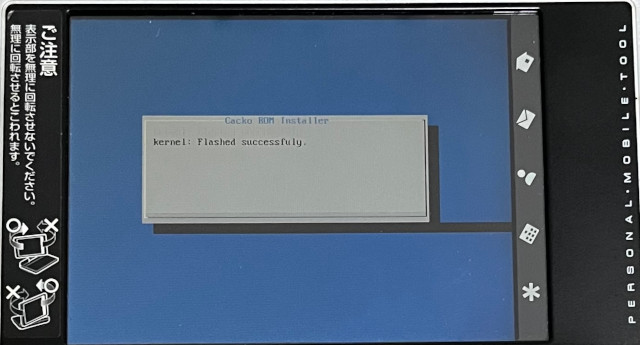 ご注意
表示部を無理に回転させないでください。
無理に回転させるとこわれます。
Cacko ROM Installer
kernel: Flashed successfuly.
PERSONAL・MOBILE・TOOL